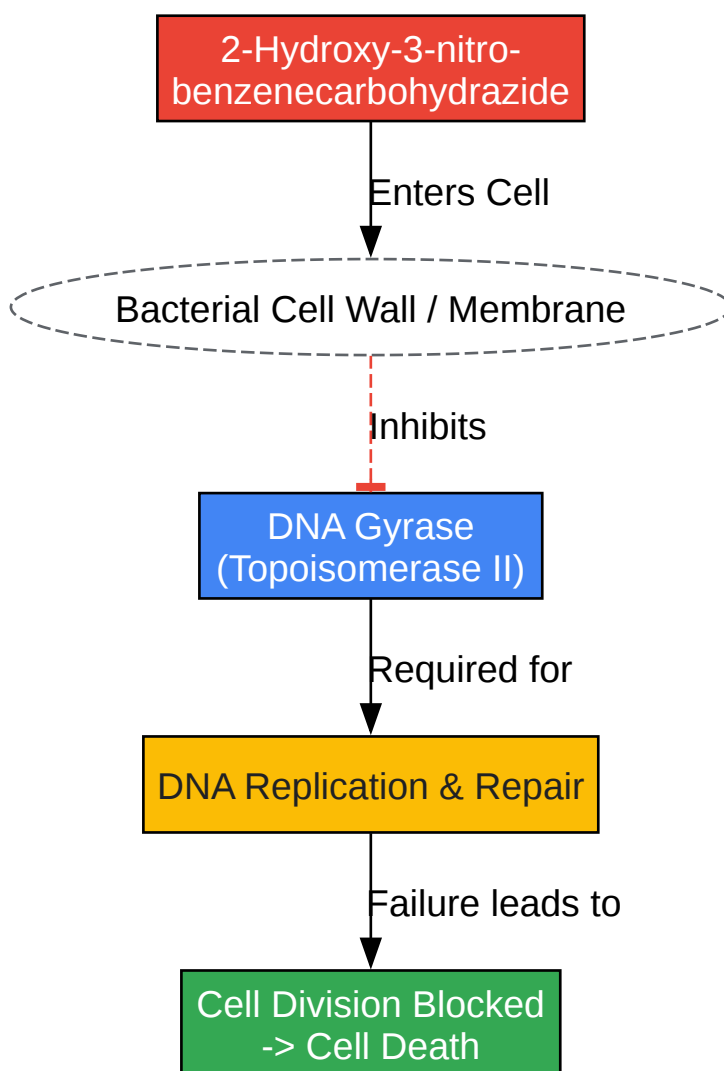 2-Hydroxy-3-nitro-
benzenecarbohydrazide
Enters Cell
Bacterial Cell Wall / Membrane
Inhibits
DNA Gyrase
(Topoisomerase II)
Required for
DNA Replication & Repair
Failure leads to
Cell Division Blocked
-> Cell Death